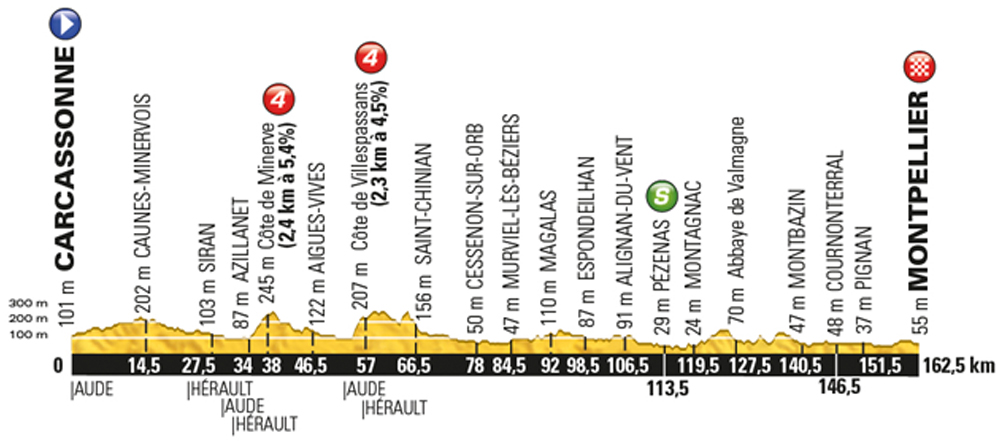 CARCASSONNE
101 m
202 m CAUNES-MINERVOIS
103 m SIRAN
87 m AZILLANET
4
245 m Côte de Minerve
(2,4 km à 5,4%)
122 m AIGUES-VIVES
4
207 m Côte de Villespassans
(2,3 km à 4,5%)
156 m SAINT-CHINIAN
50 m CESSENON-SUR-ORB
47 m MURVIEL-LÈS-BÉZIERS
110 m MAGALAS
87 m ESPONDEILHAN
91 m ALIGNAN-DU-VENT
S
29 m PÉZENAS
24 m MONTAGNAC
70 m Abbaye de Valmagne
47 m MONTBAZIN
48 m COURNONTERRAL
37 m PIGNAN
55 m MONTPELLIER
300 m
200 m
100 m
0 14,5 27,5 34 38 46,5 57 66,5 78 84,5 92 98,5 106,5 119,5 127,5 140,5 151,5 162,5 km
113,5 146,5
|AUDE |HÉRAULT |AUDE
|AUDE |HÉRAULT
|HÉRAULT